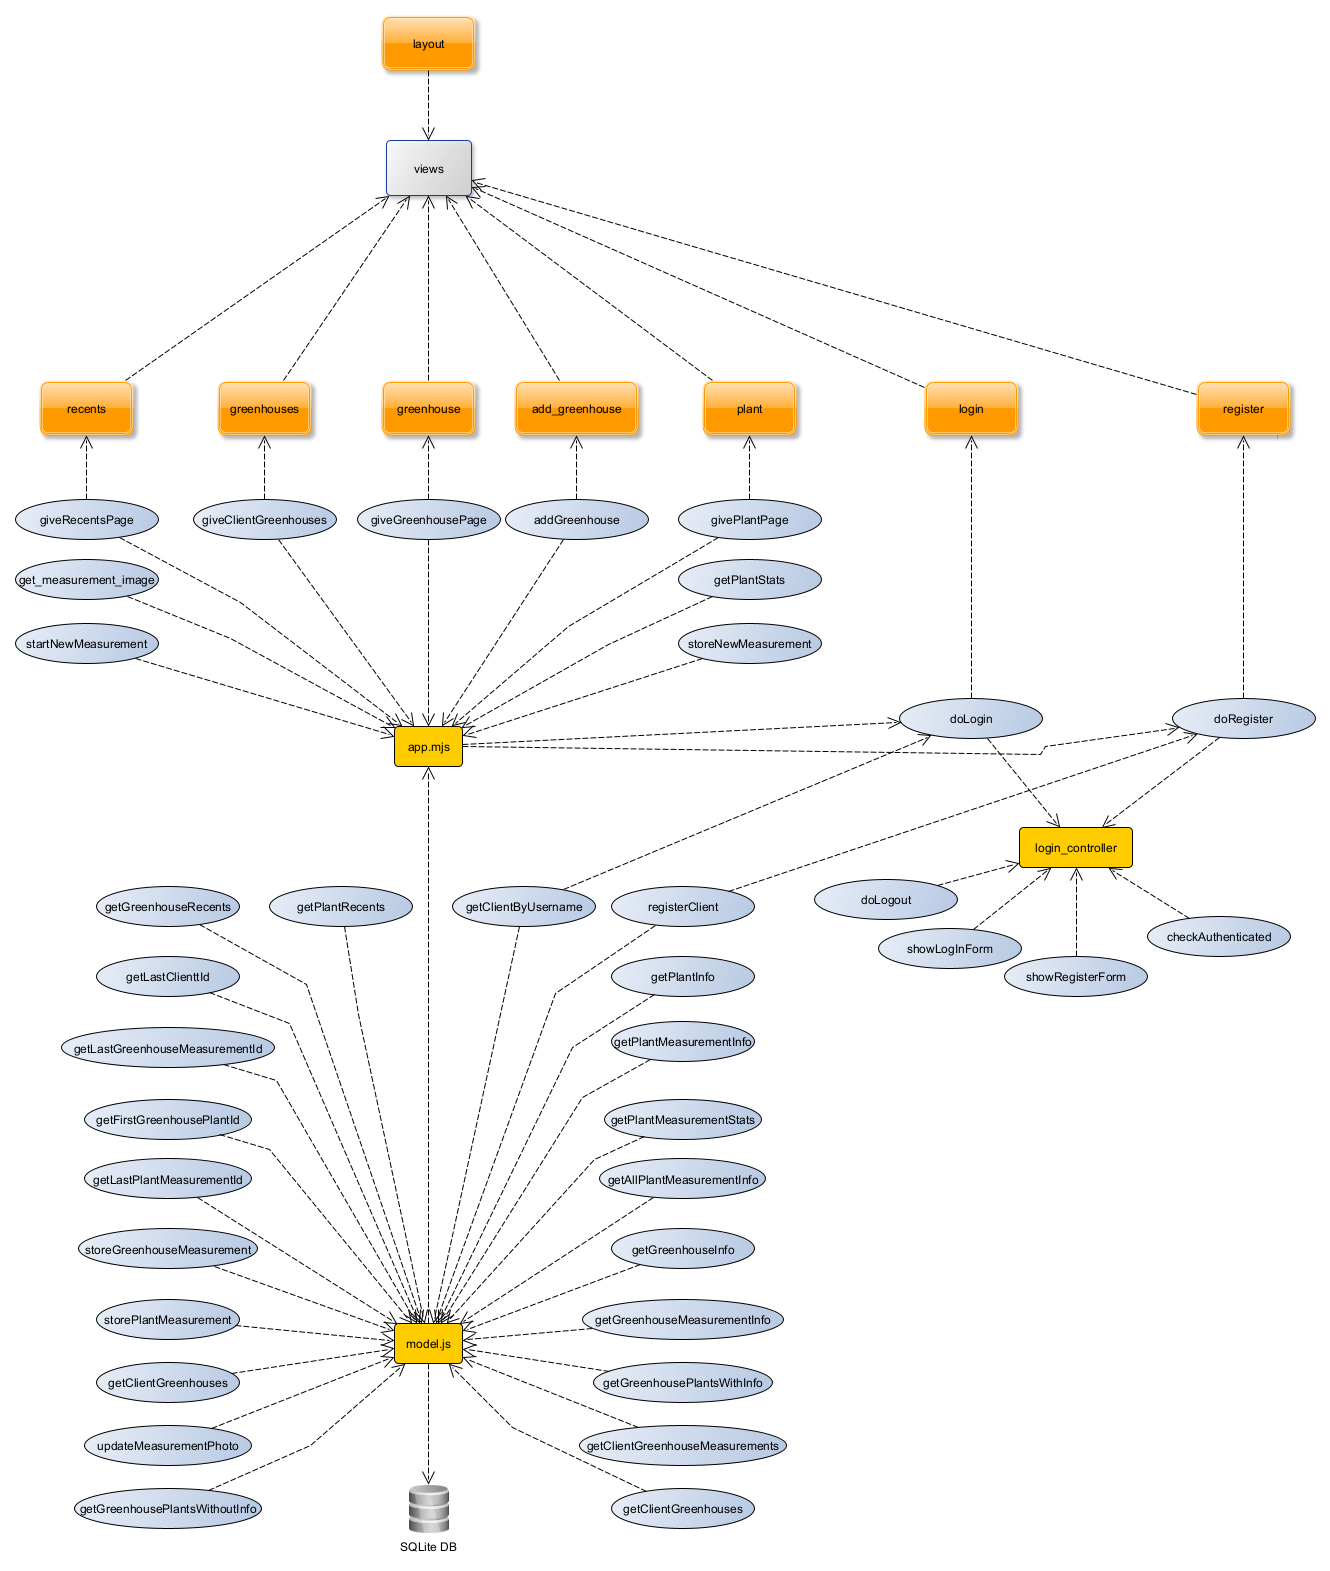 layout
views
recents
greenhouses
greenhouse
add_greenhouse
plant
login
register
giveRecentsPage
giveClientGreenhouses
giveGreenhousePage
addGreenhouse
givePlantPage
get_measurement_image
getPlantStats
startNewMeasurement
storeNewMeasurement
doLogin
doRegister
app.mjs
login_controller
doLogout
getGreenhouseRecents
getPlantRecents
getClientByUsername
registerClient
checkAuthenticated
showLogInForm
getLastClienttId
getPlantInfo
showRegisterForm
getLastGreenhouseMeasurementId
getPlantMeasurementInfo
getFirstGreenhousePlantId
getPlantMeasurementStats
getLastPlantMeasurementId
getAllPlantMeasurementInfo
storeGreenhouseMeasurement
getGreenhouseInfo
storePlantMeasurement
getGreenhouseMeasurementInfo
model.js
getClientGreenhouses
getGreenhousePlantsWithInfo
updateMeasurementPhoto
getClientGreenhouseMeasurements
getGreenhousePlantsWithoutInfo
getClientGreenhouses
SQLite DB